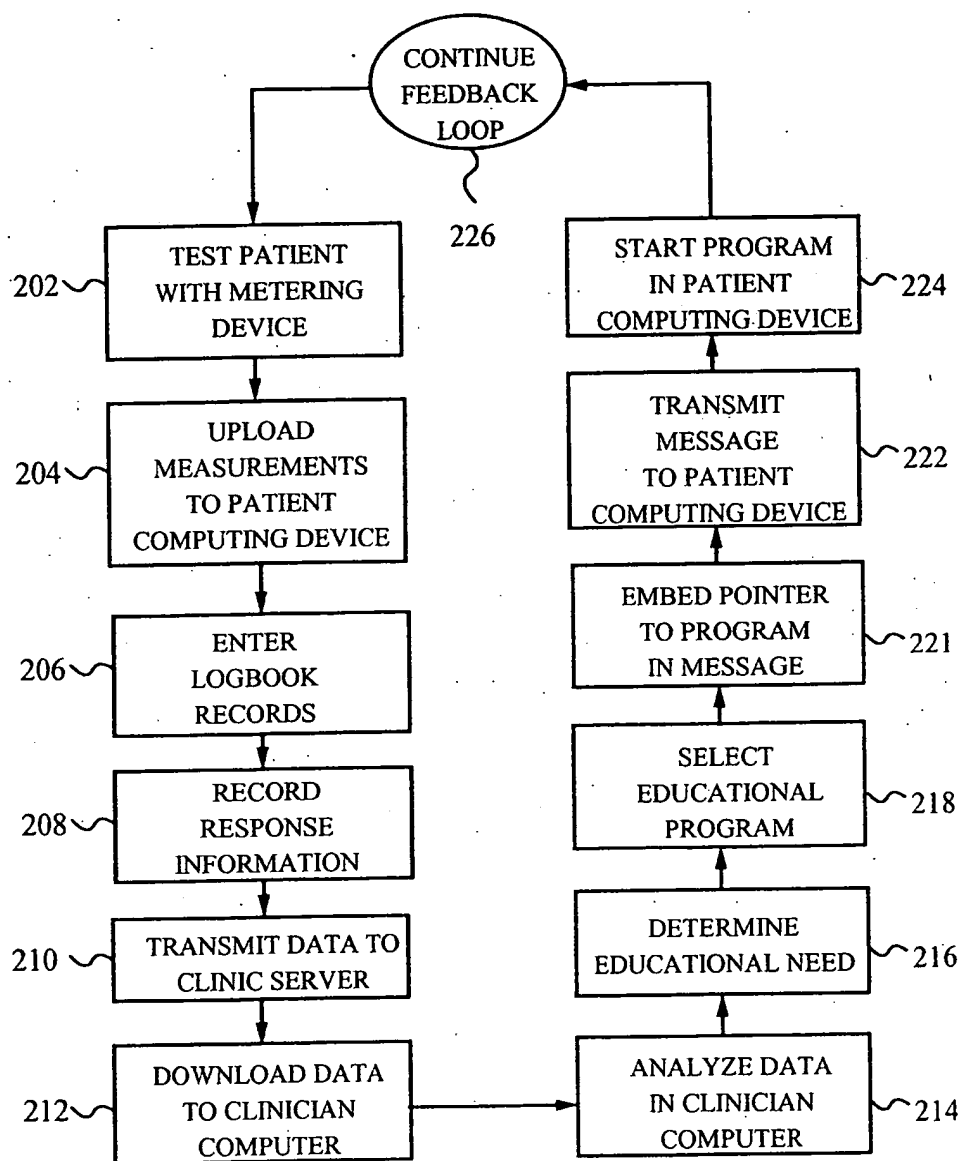 CONTINUE
FEEDBACK
LOOP
226
TEST PATIENT
WITH METERING
DEVICE
202
UPLOAD
MEASUREMENTS
TO PATIENT
COMPUTING DEVICE
204
ENTER
LOGBOOK
RECORDS
206
RECORD
RESPONSE
INFORMATION
208
TRANSMIT DATA TO
CLINIC SERVER
210
DOWNLOAD DATA
TO CLINICIAN
COMPUTER
212
ANALYZE DATA
IN CLINICIAN
COMPUTER
214
DETERMINE
EDUCATIONAL NEED
216
SELECT
EDUCATIONAL
PROGRAM
218
EMBED POINTER
TO PROGRAM
IN MESSAGE
221
TRANSMIT
MESSAGE
TO PATIENT
COMPUTING DEVICE
222
START PROGRAM
IN PATIENT
COMPUTING DEVICE
224